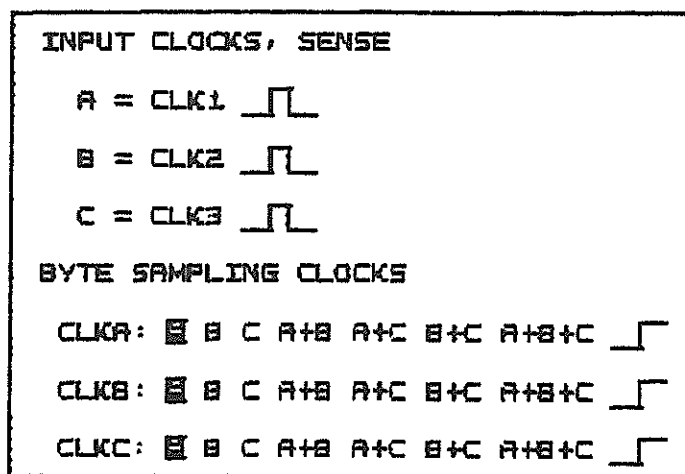 INPUT CLOCKS, SENSE
A = CLK1
B = CLK2
C = CLK3
BYTE SAMPLING CLOCKS
CLKA: A B C A+B A+C B+C A+B+C
CLKB: A B C A+B A+C B+C A+B+C
CLKC: A B C A+B A+C B+C A+B+C